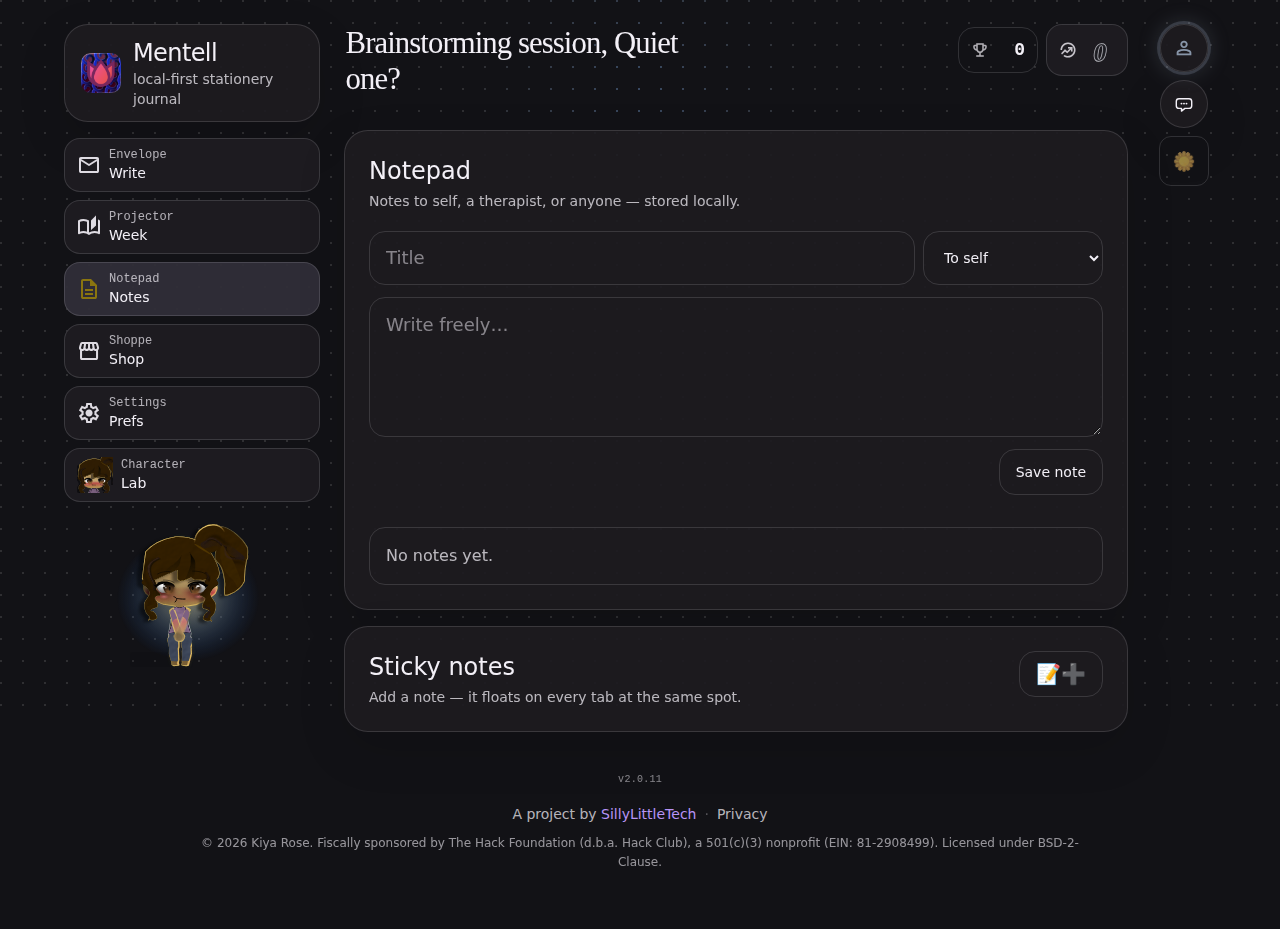 Mentell
local-first stationery
journal
Envelope
Write
Projector
Week
Notepad
Notes
Shoppe
Shop
Settings
Prefs
Character
Lab
Brainstorming session, Quiet
one?
0
0
Notepad
Notes to self, a therapist, or anyone — stored locally.
Title
To self
Write freely…
Save note
No notes yet.
Sticky notes
Add a note — it floats on every tab at the same spot.
v2.0.11
A project by SillyLittleTech · Privacy
© 2026 Kiya Rose. Fiscally sponsored by The Hack Foundation (d.b.a. Hack Club), a 501(c)(3) nonprofit (EIN: 81-2908499). Licensed under BSD-2-
Clause.